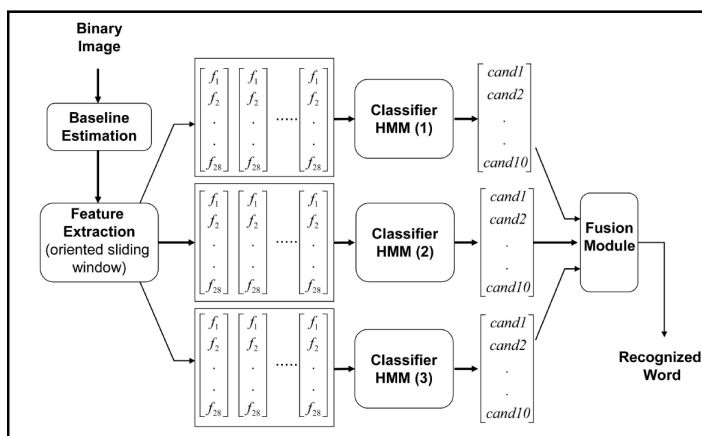 Binary
Image
Baseline
Estimation
Feature
Extraction
(oriented sliding
window)
f₁ f₁ f₁
f₂ f₂ f₂
. . .
. . ..... .
f₂₈ f₂₈ f₂₈
Classifier
HMM (1)
cand1
cand2
.
.
cand10
f₁ f₁ f₁
f₂ f₂ f₂
. . ..... .
. . .
f₂₈ f₂₈ f₂₈
Classifier
HMM (2)
cand1
cand2
.
.
cand10
f₁ f₁ f₁
f₂ f₂ f₂
. . ..... .
. . .
f₂₈ f₂₈ f₂₈
Classifier
HMM (3)
cand1
cand2
.
.
cand10
Fusion
Module
Recognized
Word